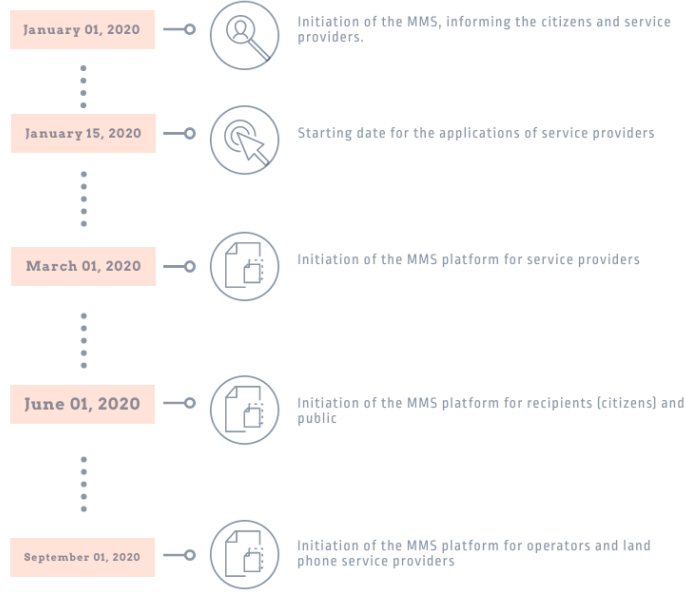 January 01, 2020
Initiation of the MMS, informing the citizens and service
providers.
January 15, 2020
Starting date for the applications of service providers
March 01, 2020
Initiation of the MMS platform for service providers
June 01, 2020
Initiation of the MMS platform for recipients (citizens) and
public
September 01, 2020
Initiation of the MMS platform for operators and land
phone service providers